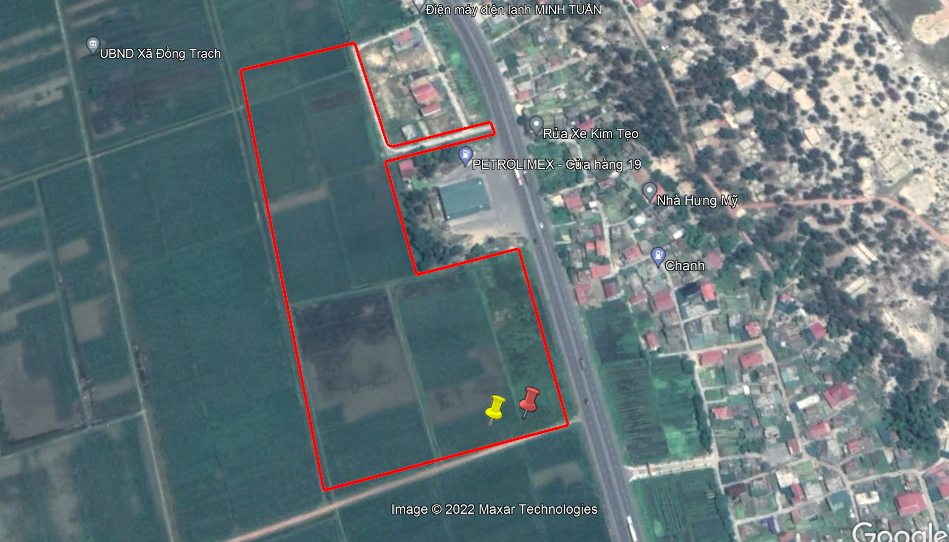 Điện máy điện lạnh MINH TUẤN
UBND Xã Đồng Trạch
Rửa Xe Kim Tẹo
PETROLIMEX - Cửa hàng 19
Nhà Hưng Mỹ
Chanh
Image © 2022 Maxar Technologies
Google